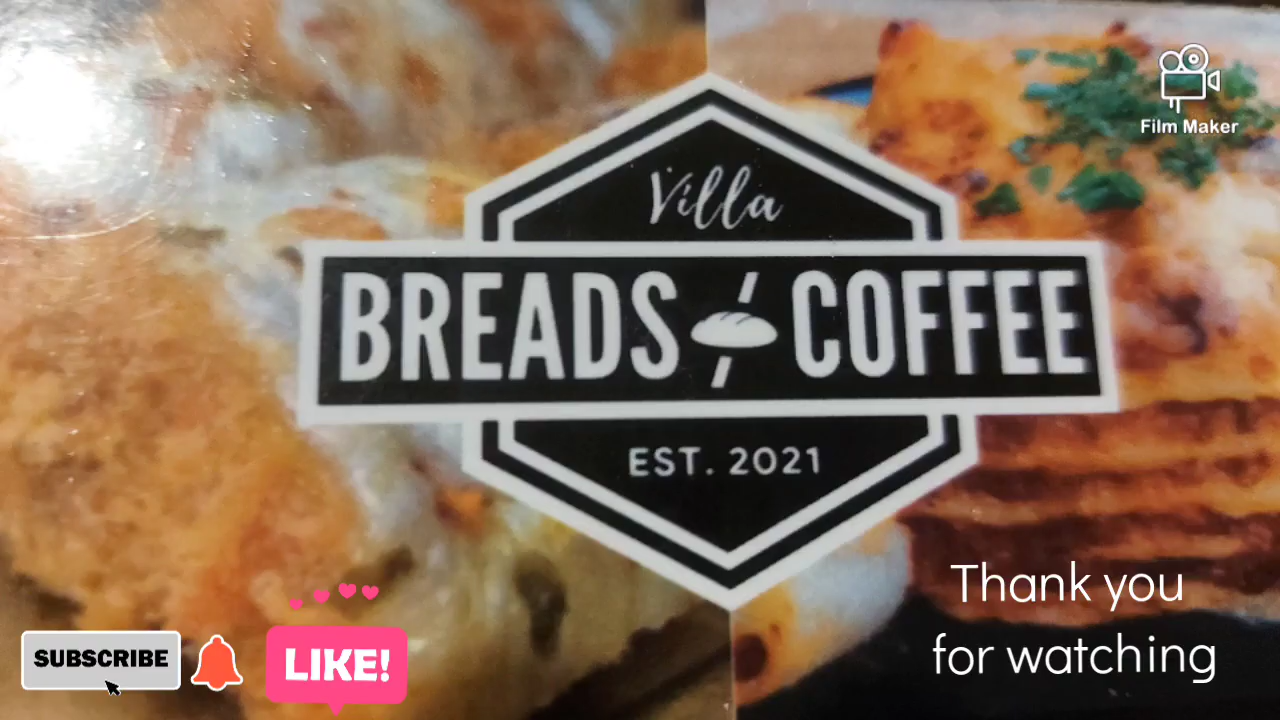 Film Maker
Villa
BREADS COFFEE
EST. 2021
Thank you
for watching
SUBSCRIBE
LIKE!